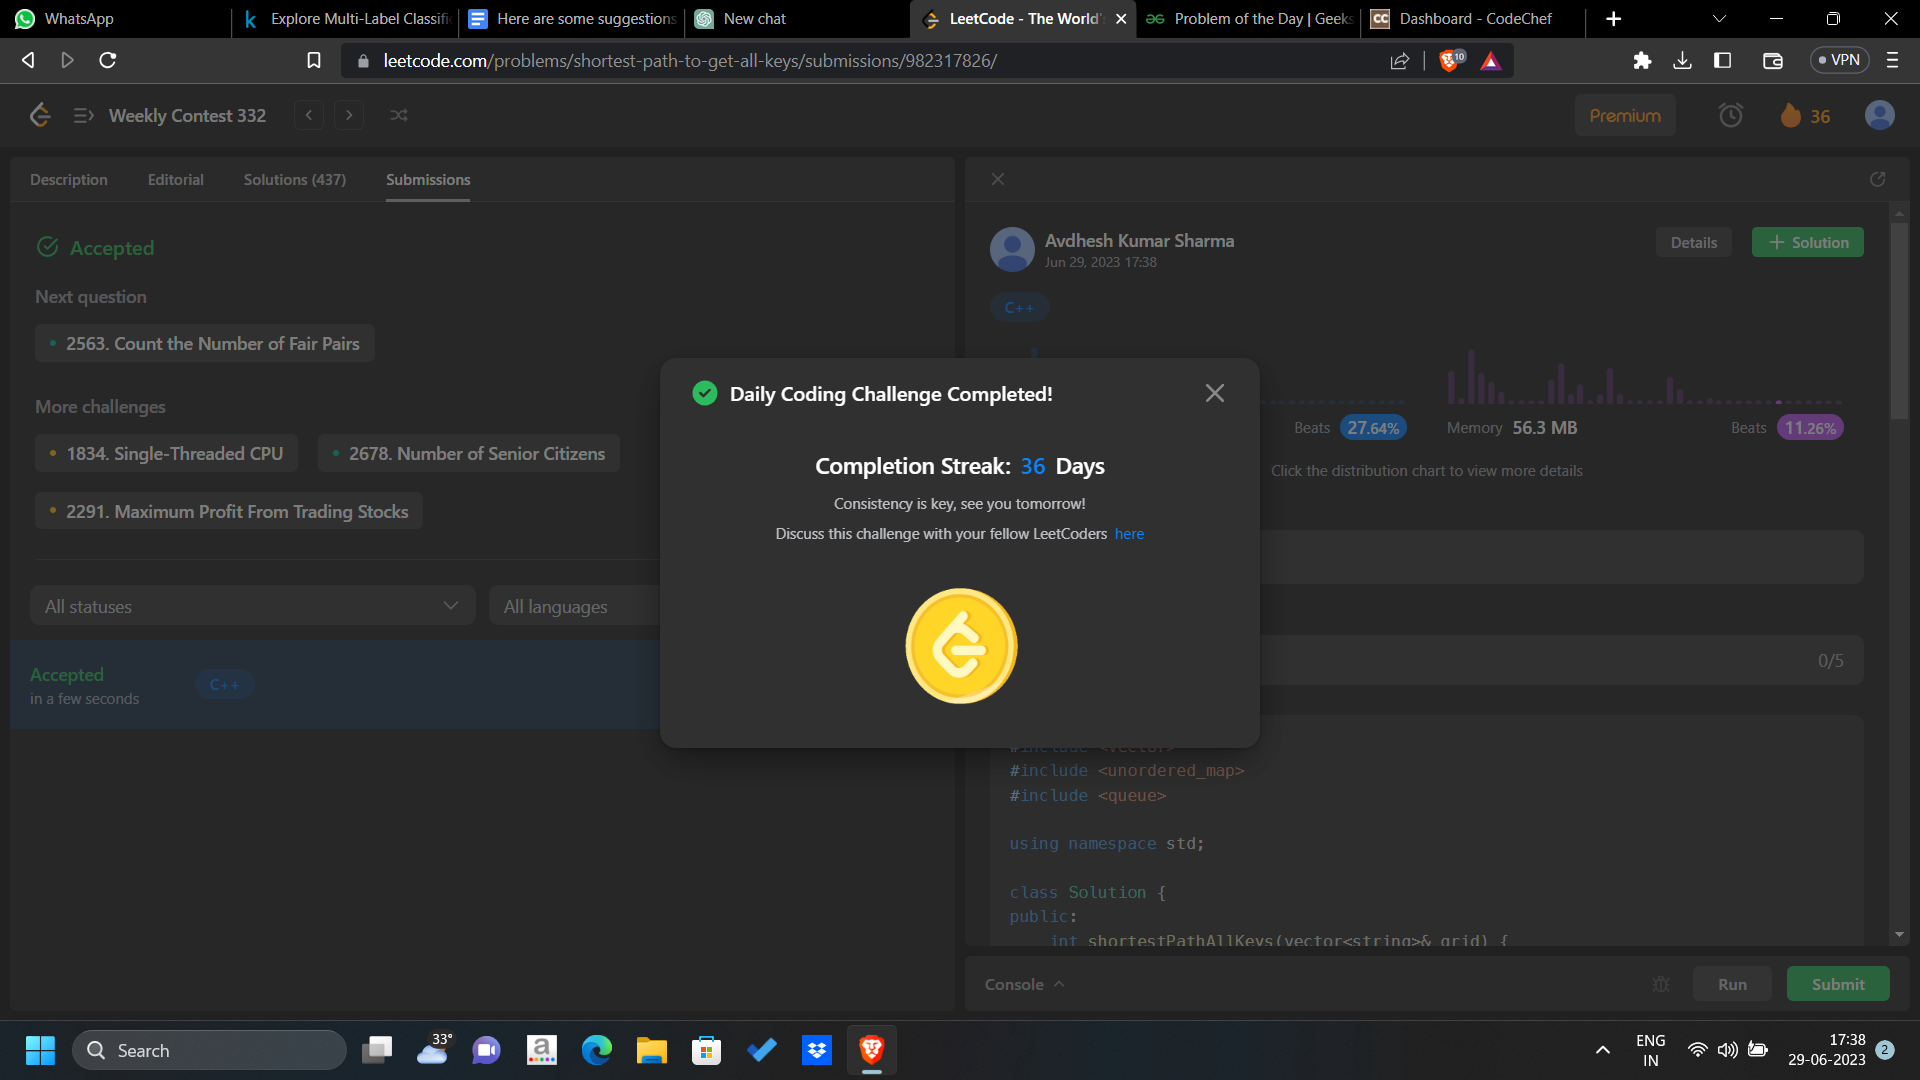 WhatsApp
Explore Multi-Label Classifi
Here are some suggestions
New chat
LeetCode - The World'
Problem of the Day | Geeks
CC Dashboard - CodeChef
leetcode.com/problems/shortest-path-to-get-all-keys/submissions/982317826/
10
VPN
Weekly Contest 332
Premium
36
Description
Editorial
Solutions (437)
Submissions
Accepted
Next question
2563. Count the Number of Fair Pairs
More challenges
1834. Single-Threaded CPU
2678. Number of Senior Citizens
2291. Maximum Profit From Trading Stocks
All statuses
All languages
Accepted
in a few seconds
C++
Avdhesh Kumar Sharma
Jun 29, 2023 17:38
Details
+ Solution
C++
Beats 27.64%
Memory 56.3 MB
Beats 11.26%
Click the distribution chart to view more details
0/5
Daily Coding Challenge Completed!
Completion Streak: 36 Days
Consistency is key, see you tomorrow!
Discuss this challenge with your fellow LeetCoders here
#include <vector>
#include <unordered_map>
#include <queue>
using namespace std;
class Solution {
public:
int shortestPathAllKeys(vector<string>& grid) {
Console
Run
Submit
Search
33°
a
ENG
IN
17:38
29-06-2023
2